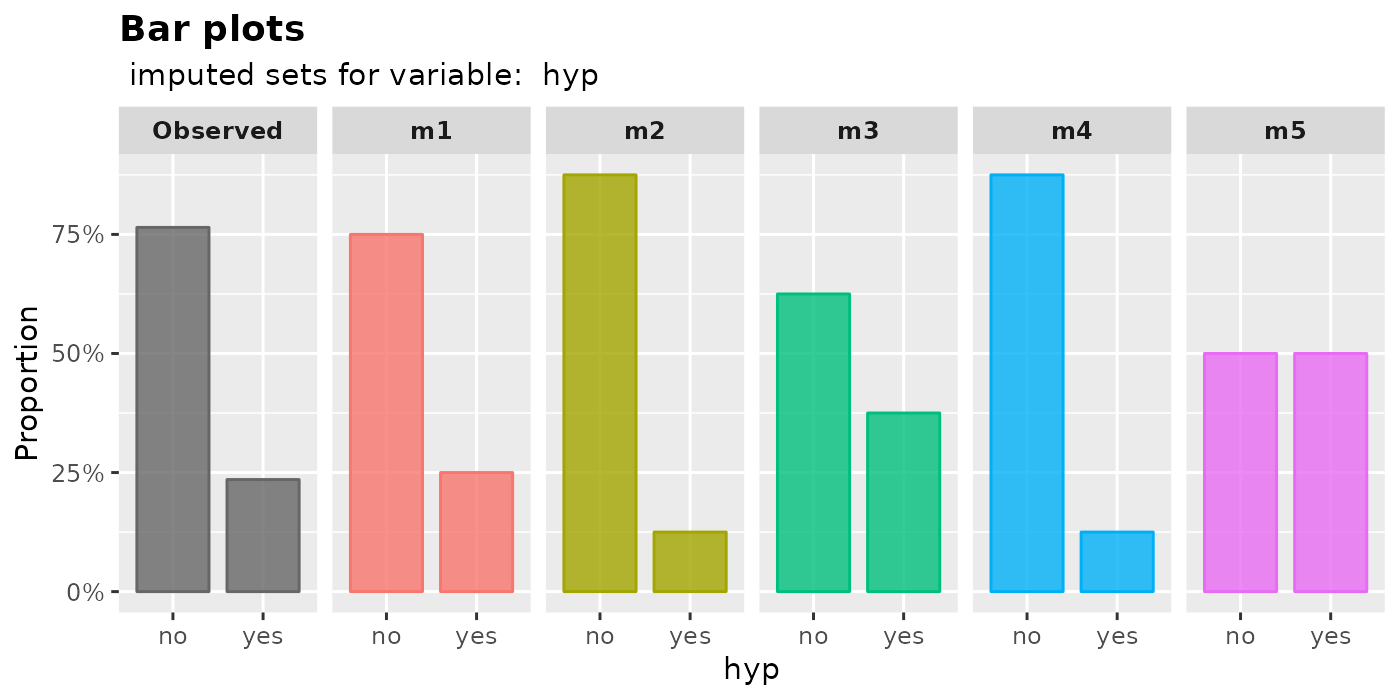 Bar plots
imputed sets for variable:  hyp
Observed m1 m2 m3 m4 m5
Proportion
75%
50%
25%
0%
no yes no yes no yes no yes no yes no yes
hyp